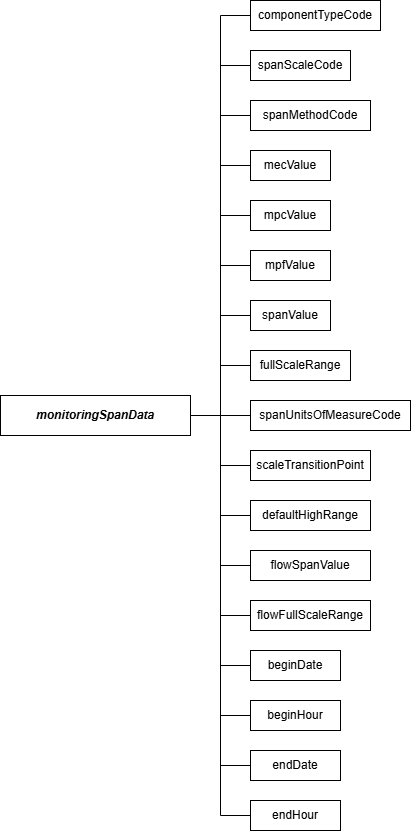 componentTypeCode
spanScaleCode
spanMethodCode
mecValue
mpcValue
mpfValue
spanValue
fullScaleRange
monitoringSpanData
spanUnitsOfMeasureCode
scaleTransitionPoint
defaultHighRange
flowSpanValue
flowFullScaleRange
beginDate
beginHour
endDate
endHour